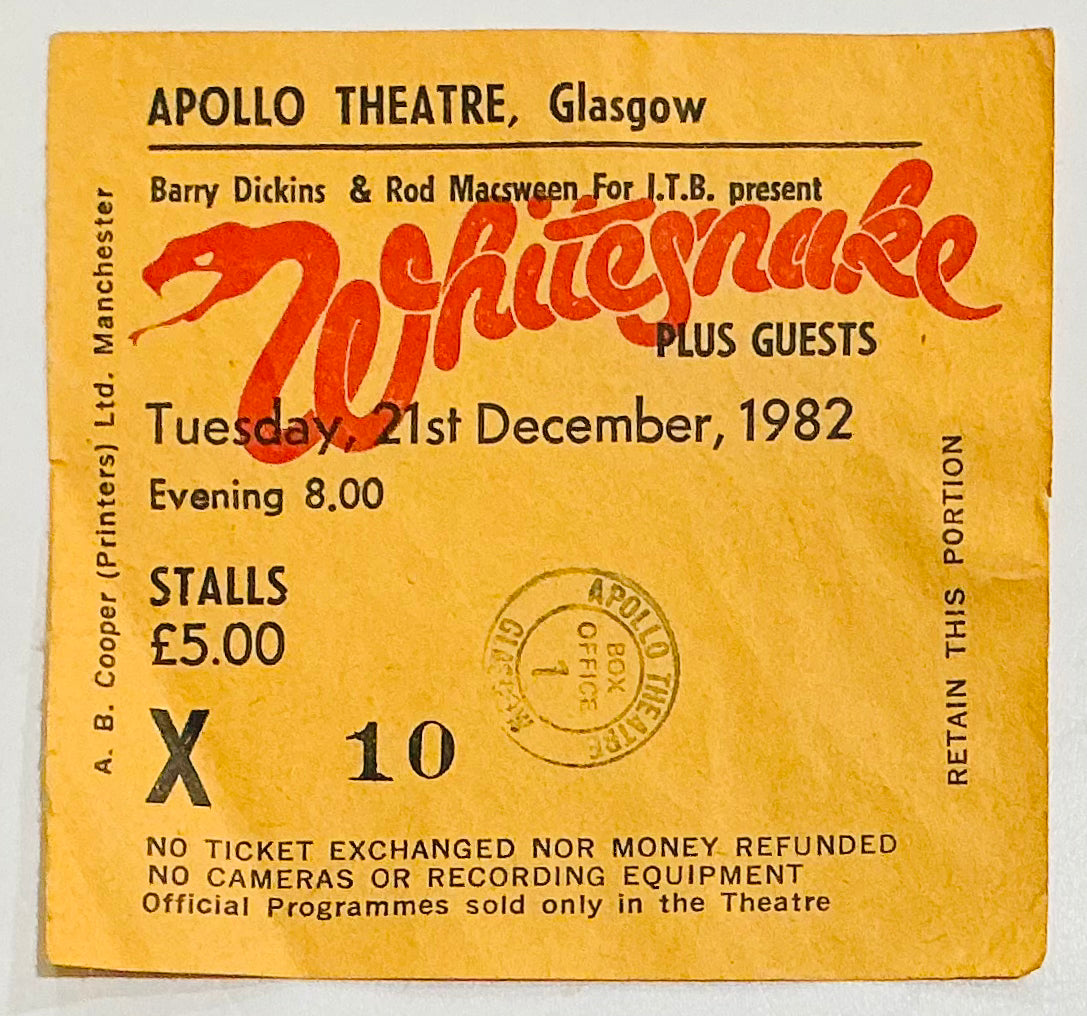 APOLLO THEATRE, Glasgow
Barry Dickins & Rod Macsween For I.T.B. present
Whitesnake
PLUS GUESTS
Tuesday, 21st December, 1982
Evening 8.00
STALLS
£5.00
X 10
APOLLO THEATRE
GLASGOW
BOX
OFFICE
1
NO TICKET EXCHANGED NOR MONEY REFUNDED
NO CAMERAS OR RECORDING EQUIPMENT
Official Programmes sold only in the Theatre
A. B. Cooper (Printers) Ltd. Manchester
RETAIN THIS PORTION